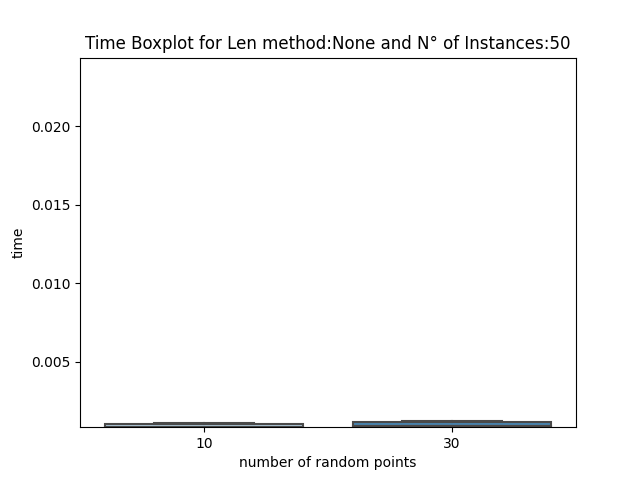 Time Boxplot for Len method:None and N° of Instances:50
0.020
0.015
0.010
0.005
time
10 30
number of random points